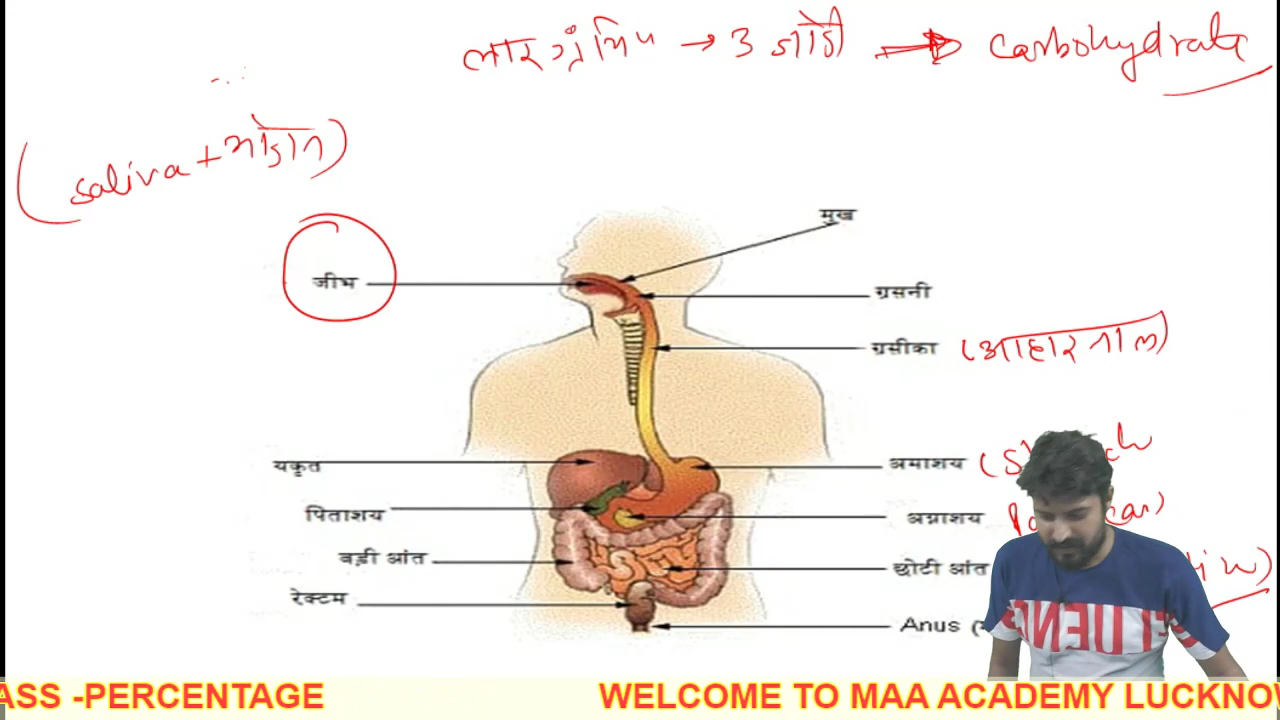 लार ग्रंथिय → 3 जोड़ी → Carbohydrate
(saliva + भोजन)
मुख
जीभ
ग्रसनी
ग्रसीका (आहार नाल)
यकृत
अमाशय
पिताशय
अग्नाशय
बड़ी आंत
छोटी आंत
रेक्टम
Anus
ASS -PERCENTAGE WELCOME TO MAA ACADEMY LUCKNOW